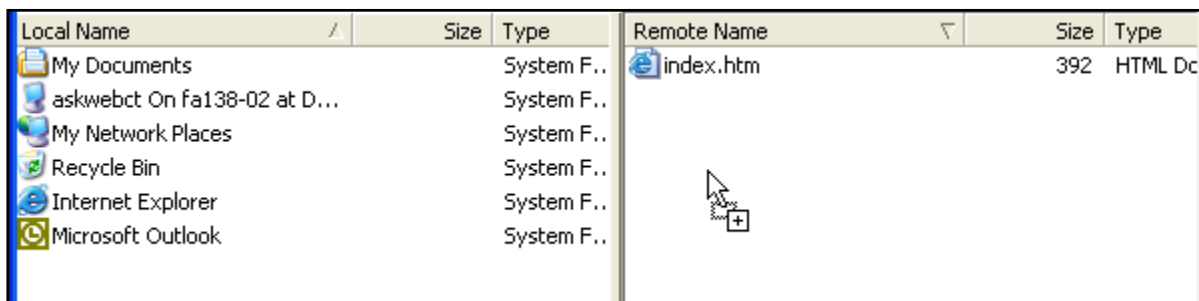 Local Name Size Type Remote Name Size Type
My Documents System F.. index.htm 392 HTML Dc
askwebct On fa138-02 at D... System F..
My Network Places System F..
Recycle Bin System F..
Internet Explorer System F..
Microsoft Outlook System F..